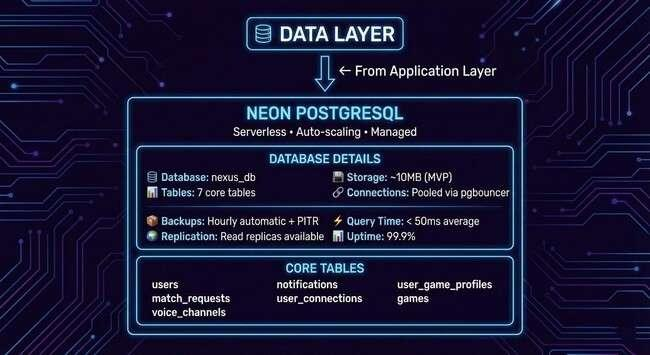 DATA LAYER
← From Application Layer
NEON POSTGRESQL
Serverless • Auto-scaling • Managed
DATABASE DETAILS
Database: nexus_db
Storage: ~10MB (MVP)
Tables: 7 core tables
Connections: Pooled via pgbouncer
Backups: Hourly automatic + PITR
Query Time: < 50ms average
Replication: Read replicas available
Uptime: 99.9%
CORE TABLES
users notifications user_game_profiles
match_requests user_connections games
voice_channels